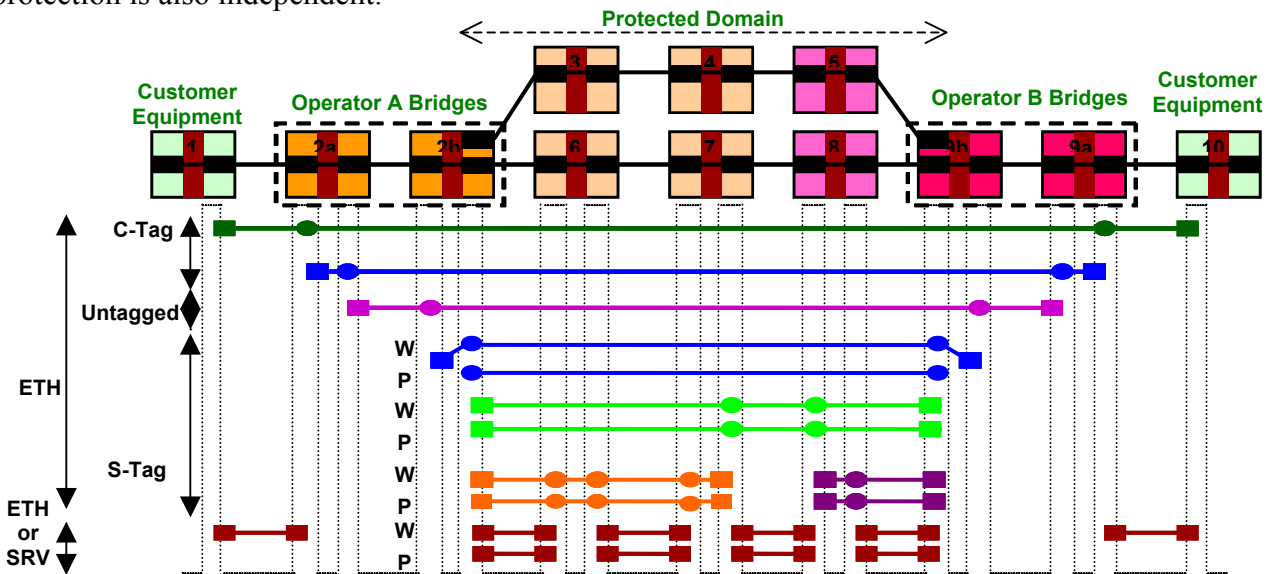 protection is also independent.
Protected Domain
3 4 5
Customer Equipment
Operator A Bridges
Operator B Bridges
Customer Equipment
1 2a 2b 6 7 8 9b 9a 10
C-Tag
Untagged
ETH
W
P
W
P
S-Tag
W
P
ETH
or
SRV
W
P